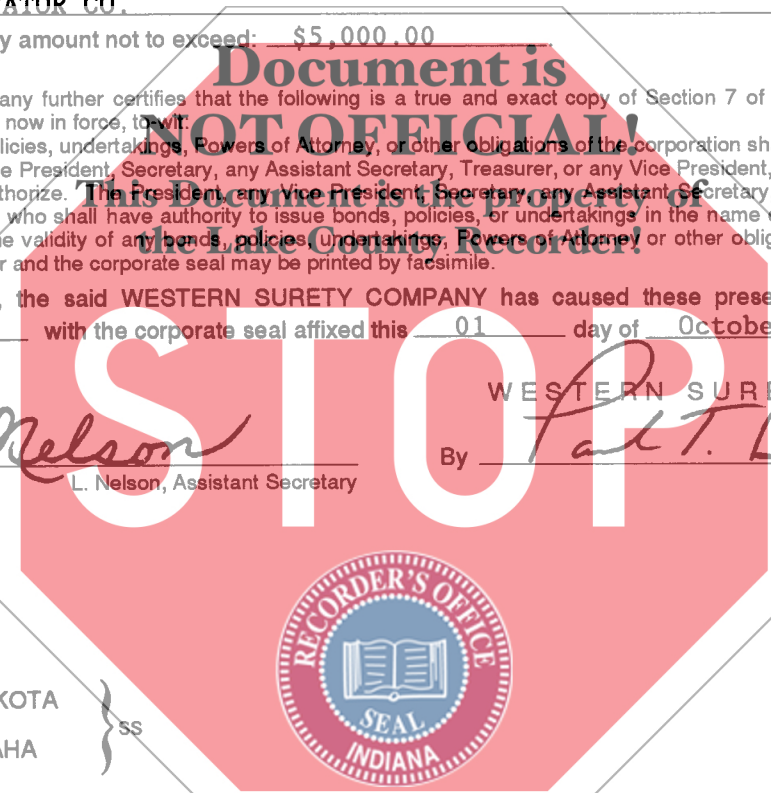 ATOR CO.
y amount not to exceed: $5,000.00
Document is
any further certifies that the following is a true and exact copy of Section 7 of
now in force, to-wit:
NOT OFFICIAL!
licies, undertakings, Powers of Attorney, or other obligations of the corporation sh
e President, Secretary, any Assistant Secretary, Treasurer, or any Vice President,
thorize. The President, any Vice President, Secretary, any Assistant Secretary
This Document is the property of
who shall have authority to issue bonds, policies, or undertakings in the name
he validity of any bonds, policies, undertakings, Powers of Attorney or other oblig
the Lake County Recorder!
r and the corporate seal may be printed by facsimile.
, the said WESTERN SURETY COMPANY has caused these prese
with the corporate seal affixed this 01 day of Octobe
STOP
WESTERN SURE
Nelson
By Paul T.
L. Nelson, Assistant Secretary
RECORDER'S OFFICE
SEAL
INDIANA
KOTA
ss
AHA